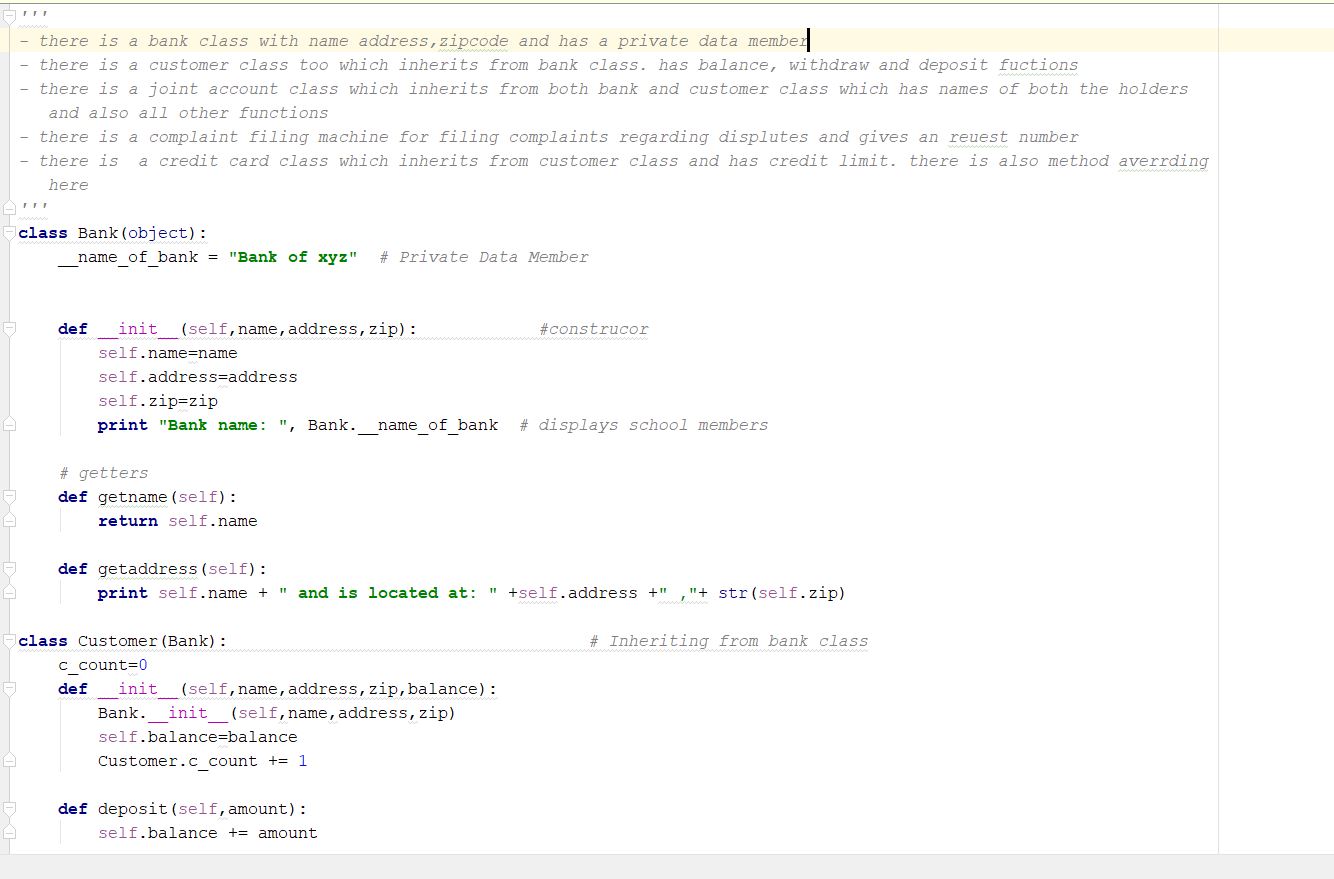 '''
- there is a bank class with name address,zipcode and has a private data member
- there is a customer class too which inherits from bank class. has balance, withdraw and deposit fuctions
- there is a joint account class which inherits from both bank and customer class which has names of both the holders
   and also all other functions
- there is a complaint filing machine for filing complaints regarding displutes and gives an reuest number
- there is  a credit card class which inherits from customer class and has credit limit. there is also method averrding
   here
'''
class Bank(object):
    __name_of_bank = "Bank of xyz"  # Private Data Member


    def __init__(self,name,address,zip):            #construcor
        self.name=name
        self.address=address
        self.zip=zip
        print "Bank name: ", Bank.__name_of_bank  # displays school members

    # getters
    def getname(self):
        return self.name

    def getaddress(self):
        print self.name + " and is located at: " +self.address +" ,"+ str(self.zip)

class Customer(Bank):                                    # Inheriting from bank class
    c_count=0
    def __init__(self,name,address,zip,balance):
        Bank.__init__(self,name,address,zip)
        self.balance=balance
        Customer.c_count += 1

    def deposit(self,amount):
        self.balance += amount